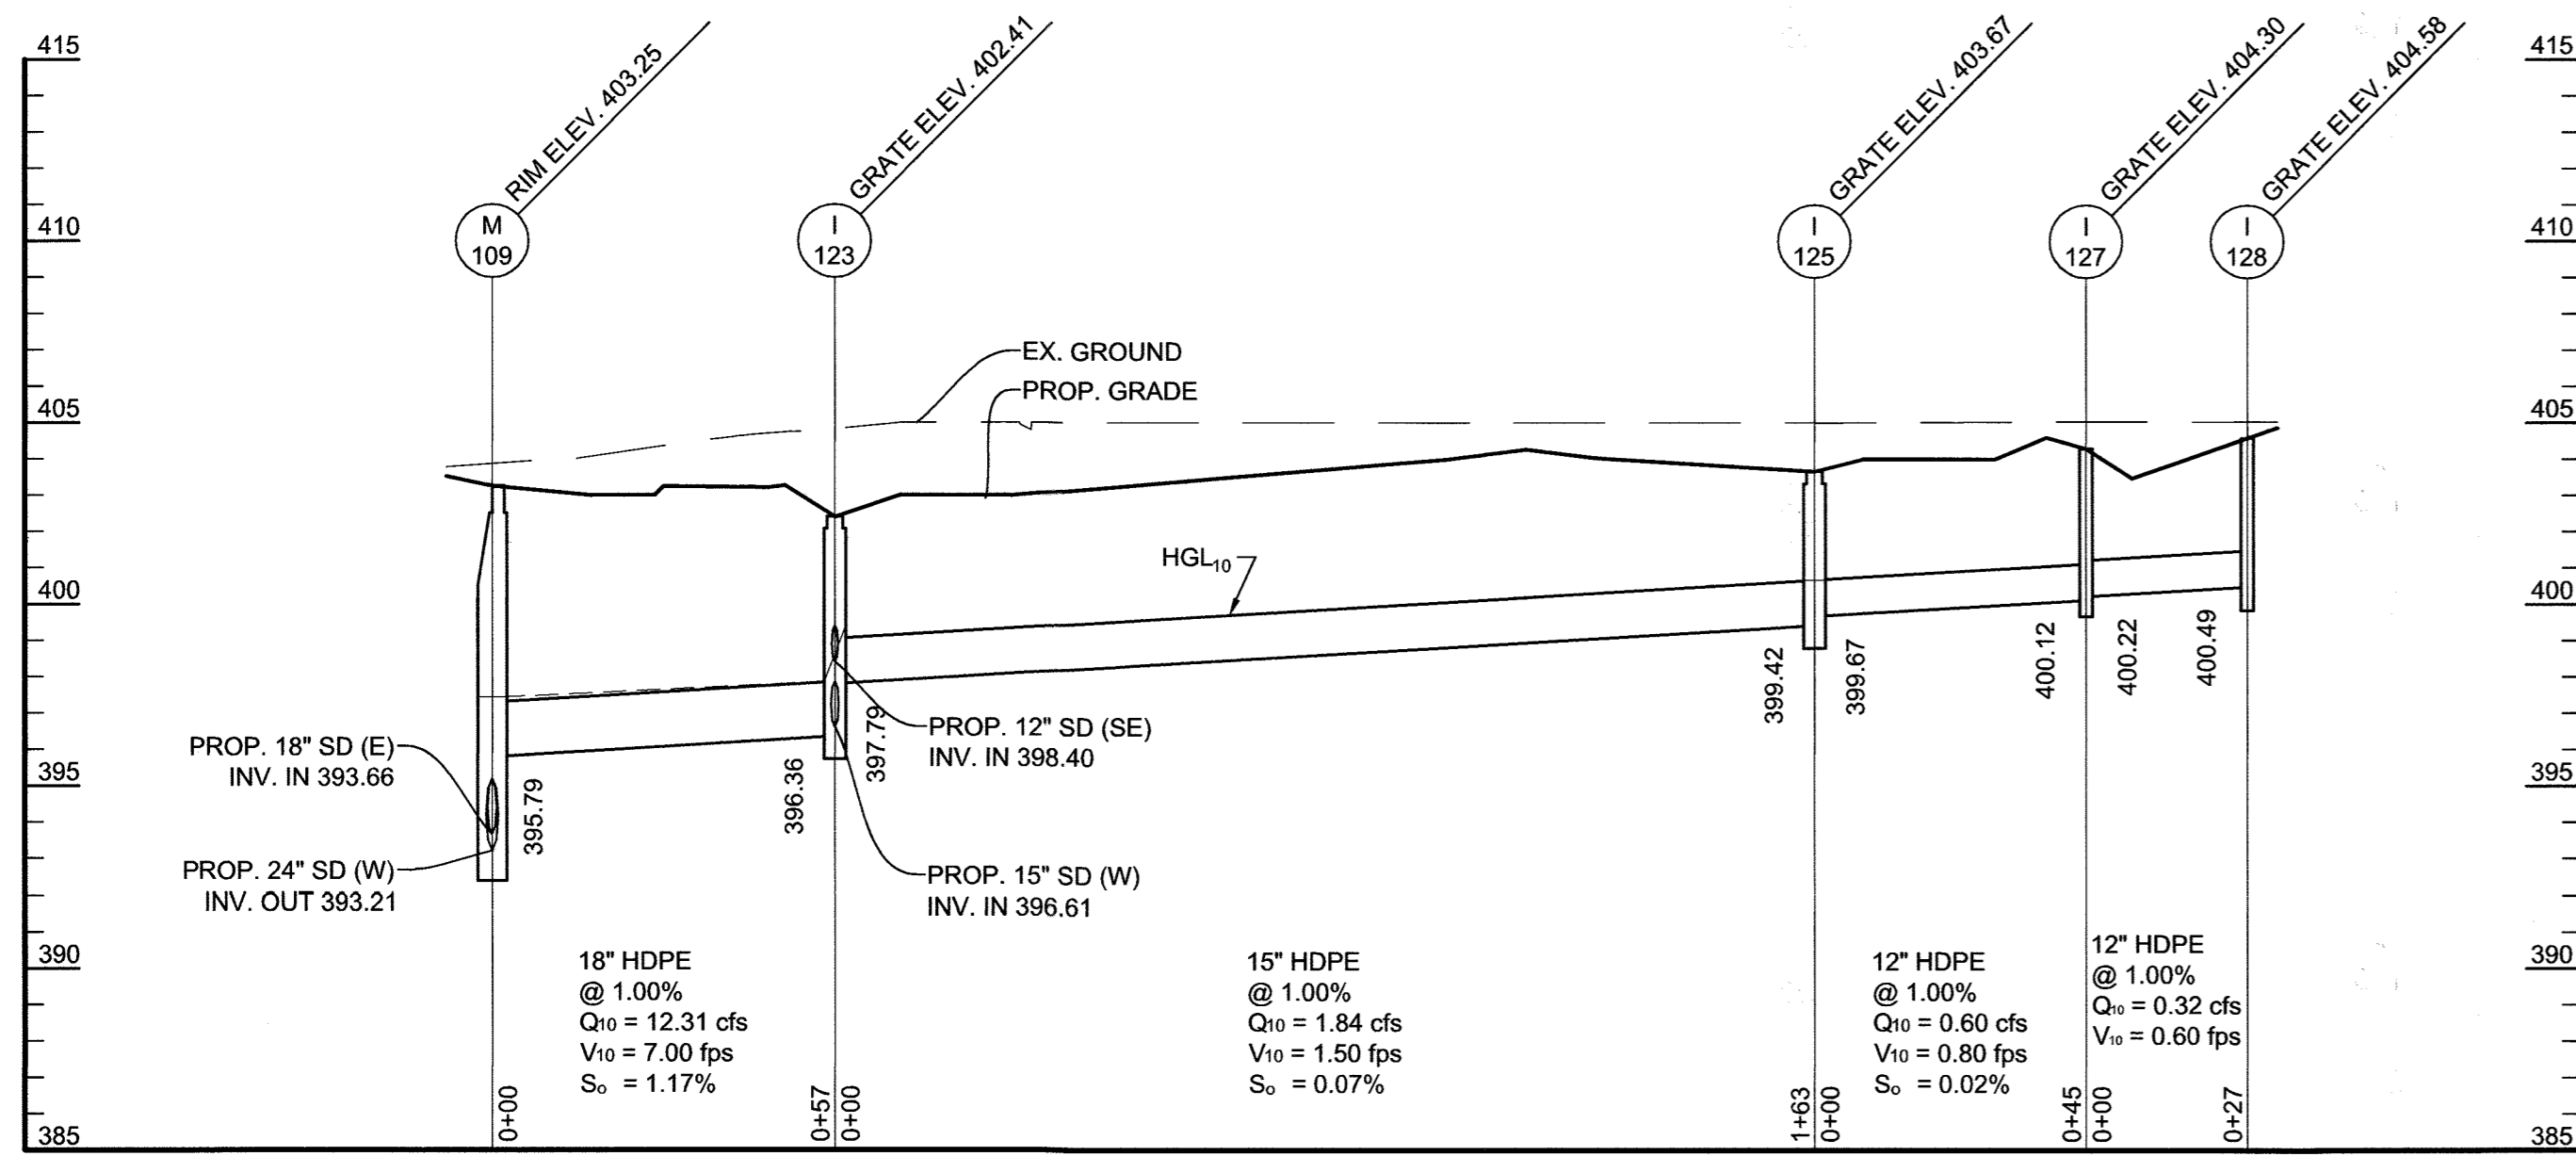 415
410
405
400
395
390
385
RIM ELEV. 403.25
M
109
GRATE ELEV. 402.41
I
123
GRATE ELEV. 403.67
I
125
GRATE ELEV. 404.30
I
127
GRATE ELEV. 404.58
I
128
415
410
405
400
395
390
385
EX. GROUND
PROP. GRADE
HGL10
PROP. 18" SD (E)
INV. IN 393.66
PROP. 24" SD (W)
INV. OUT 393.21
395.79
396.36
397.79
PROP. 12" SD (SE)
INV. IN 398.40
PROP. 15" SD (W)
INV. IN 396.61
399.42
399.67
400.12
400.22
400.49
18" HDPE
@ 1.00%
Q10 = 12.31 cfs
V10 = 7.00 fps
So = 1.17%
15" HDPE
@ 1.00%
Q10 = 1.84 cfs
V10 = 1.50 fps
So = 0.07%
12" HDPE
@ 1.00%
Q10 = 0.60 cfs
V10 = 0.80 fps
So = 0.02%
12" HDPE
@ 1.00%
Q10 = 0.32 cfs
V10 = 0.60 fps
0+00
0+57
0+00
1+63
0+00
0+45
0+00
0+27